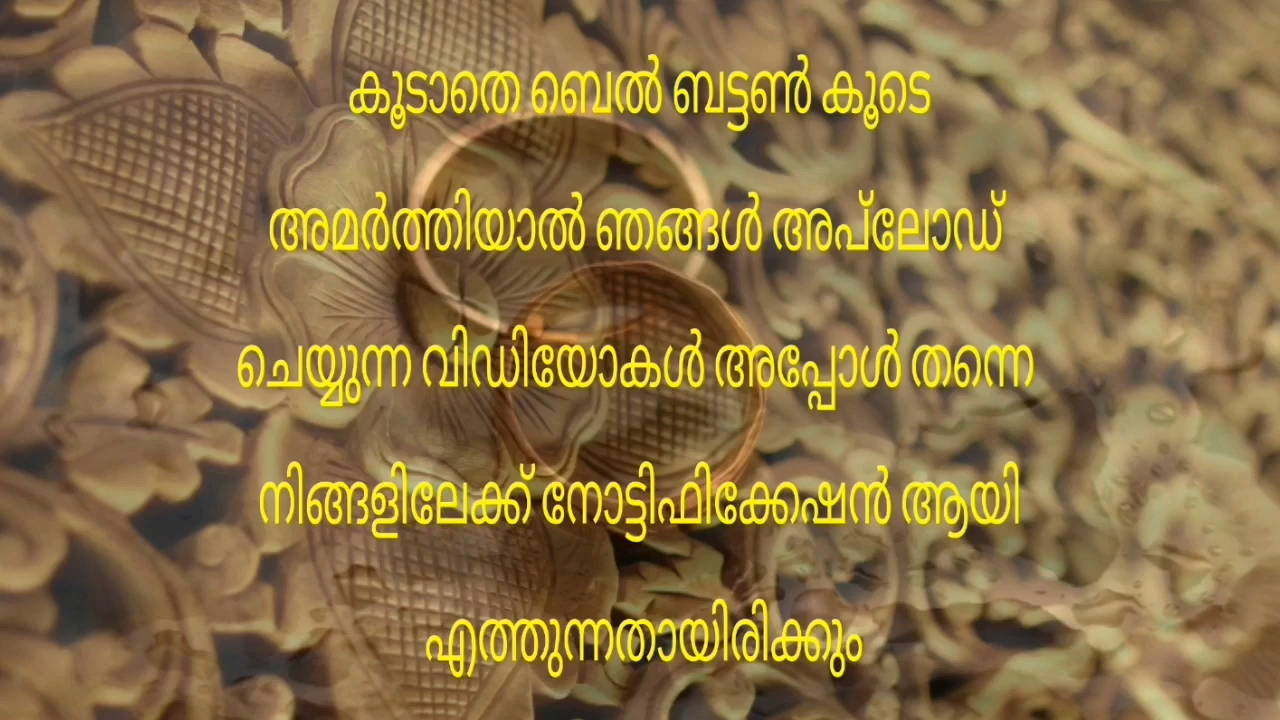 കൂടാതെ ബെൽ ബട്ടൺ കൂടെ
അമർത്തിയാൽ ഞങ്ങൾ അപ്‌ലോഡ്
ചെയ്യുന്ന വിഡിയോകൾ അപ്പോൾ തന്നെ
നിങ്ങളിലേക്ക് നോട്ടിഫിക്കേഷൻ ആയി
എത്തുന്നതായിരിക്കും